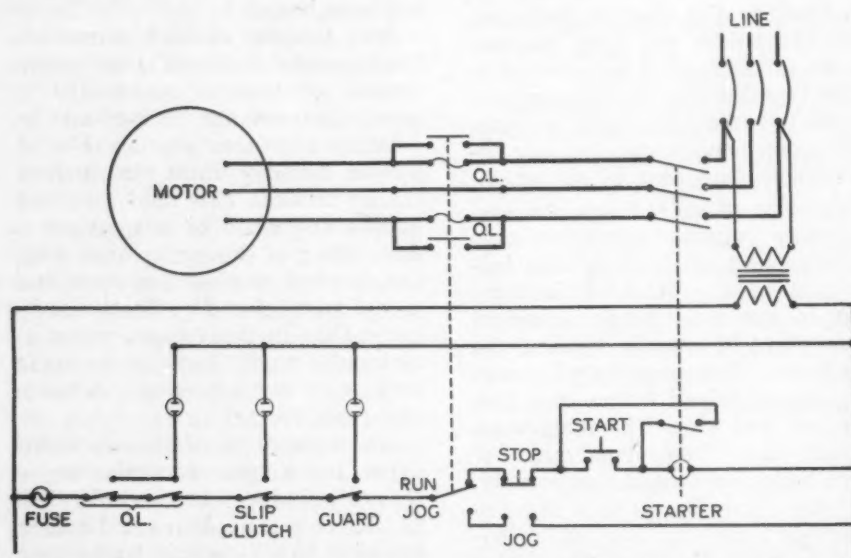 LINE
MOTOR
O.L.
O.L.
START
STOP
RUN
JOG
FUSE
O.L.
SLIP
CLUTCH
GUARD
JOG
STARTER